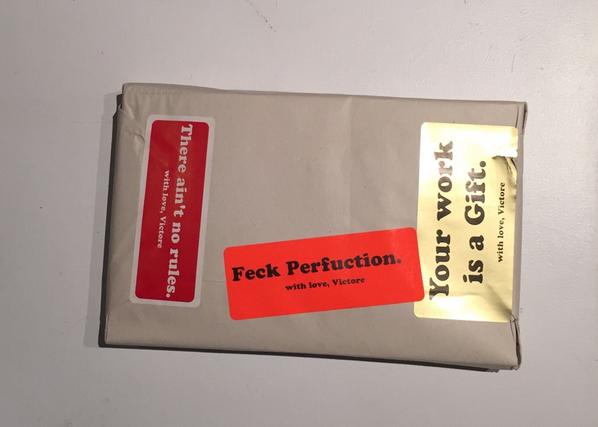 There ain't no rules.
with love, Victore
Feck Perfuction.
with love, Victore
Your work
is a Gift.
with love, Victore